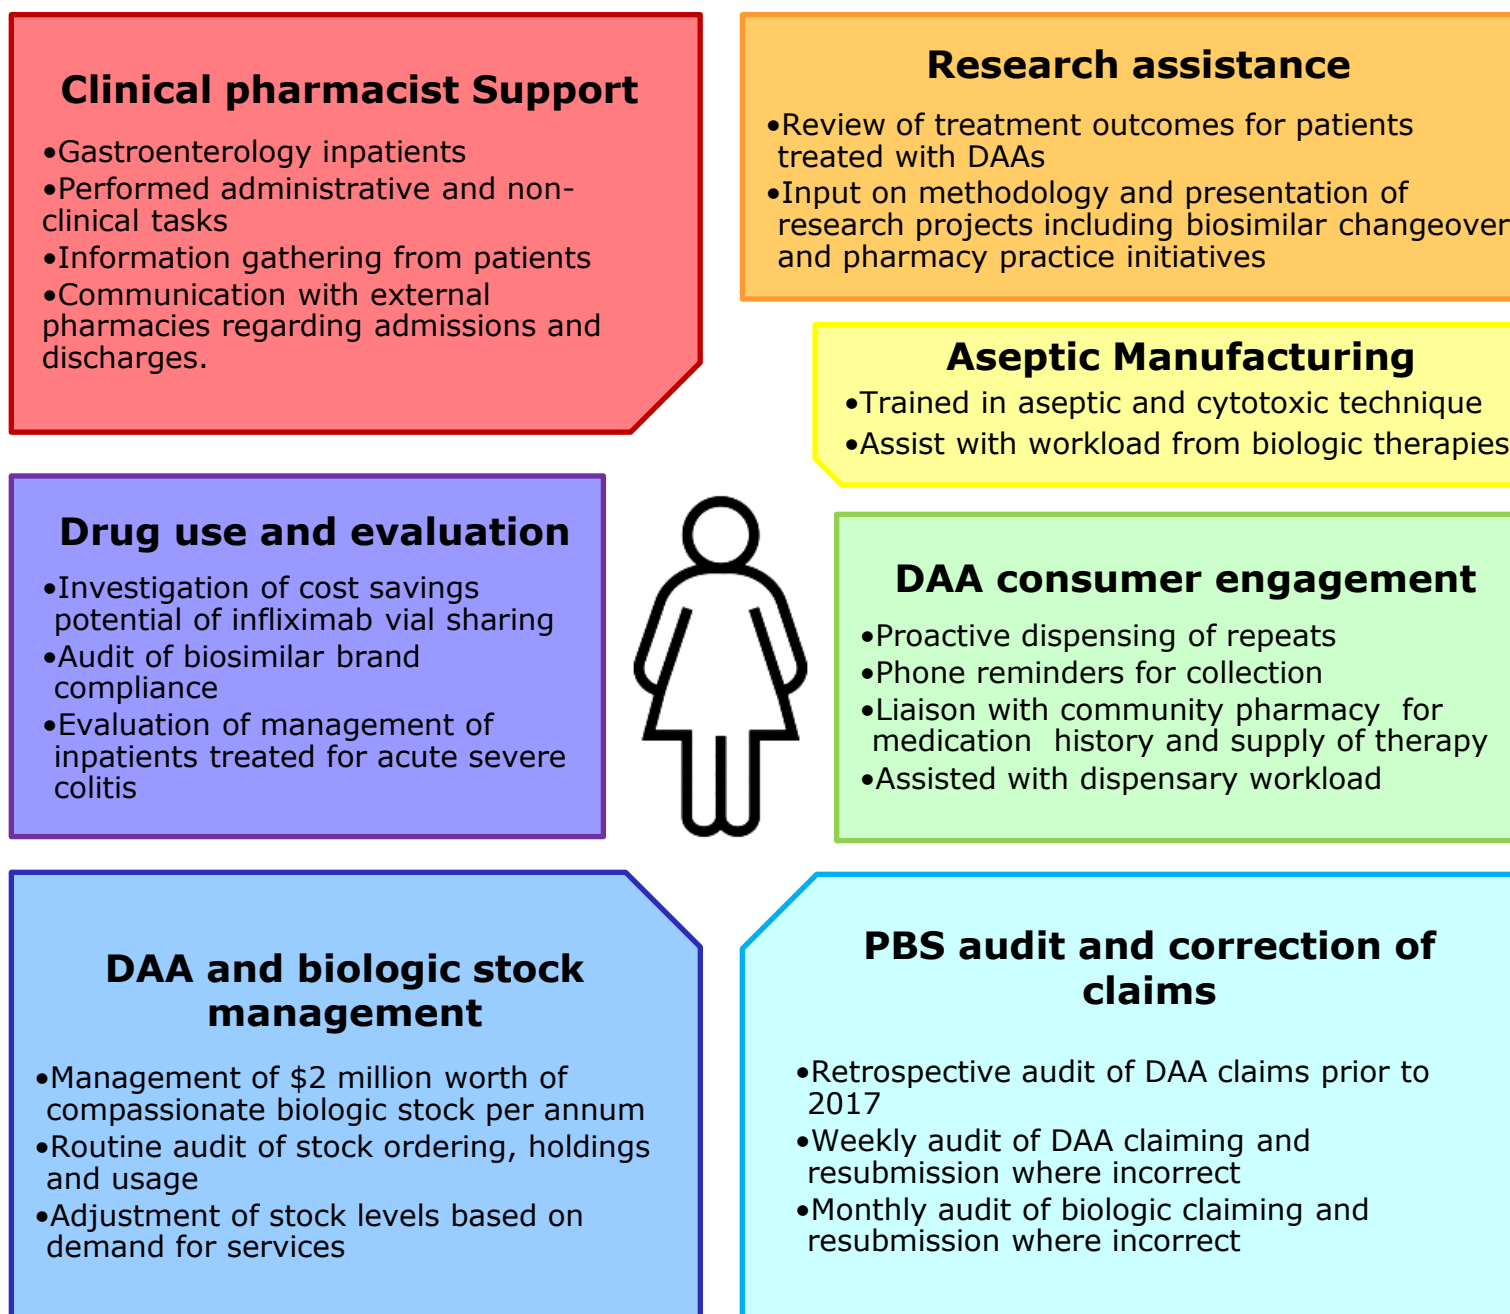 Clinical pharmacist Support
•Gastroenterology inpatients
•Performed administrative and non-
clinical tasks
•Information gathering from patients
•Communication with external
pharmacies regarding admissions and
discharges.
Research assistance
•Review of treatment outcomes for patients
treated with DAAs
•Input on methodology and presentation of
research projects including biosimilar changeover
and pharmacy practice initiatives
Aseptic Manufacturing
•Trained in aseptic and cytotoxic technique
•Assist with workload from biologic therapies
Drug use and evaluation
•Investigation of cost savings
potential of infliximab vial sharing
•Audit of biosimilar brand
compliance
•Evaluation of management of
inpatients treated for acute severe
colitis
DAA consumer engagement
•Proactive dispensing of repeats
•Phone reminders for collection
•Liaison with community pharmacy  for
medication  history and supply of therapy
•Assisted with dispensary workload
DAA and biologic stock
management
•Management of $2 million worth of
compassionate biologic stock per annum
•Routine audit of stock ordering, holdings
and usage
•Adjustment of stock levels based on
demand for services
PBS audit and correction of
claims
•Retrospective audit of DAA claims prior to
2017
•Weekly audit of DAA claiming and
resubmission where incorrect
•Monthly audit of biologic claiming and
resubmission where incorrect